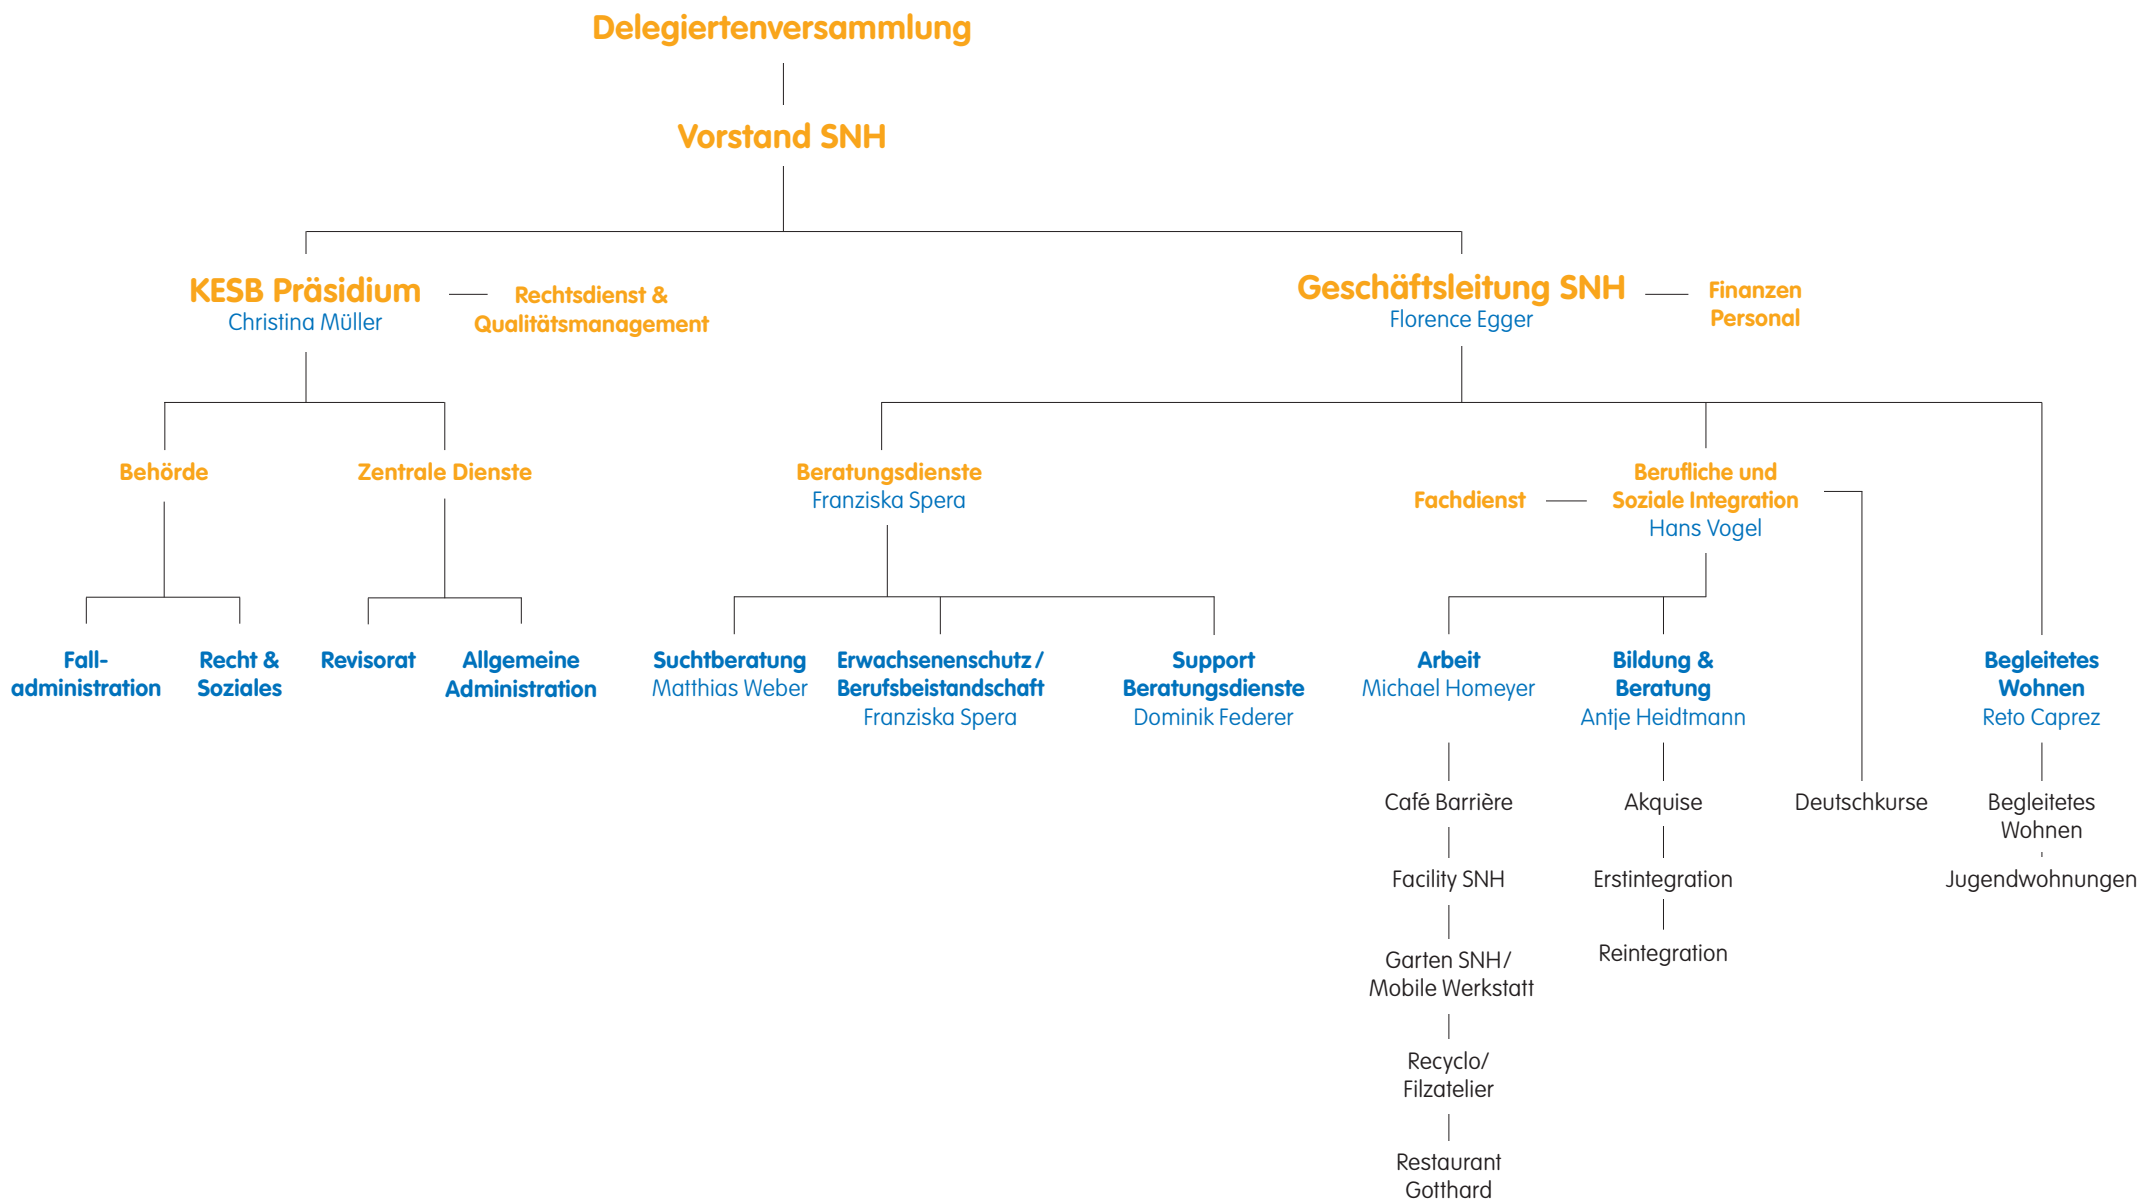 Delegiertenversammlung
Vorstand SNH
KESB Präsidium
Christina Müller
Rechtsdienst &
Qualitätsmanagement
Geschäftsleitung SNH
Florence Egger
Finanzen
Personal
Behörde
Zentrale Dienste
Beratungsdienste
Franziska Spera
Fachdienst
Berufliche und
Soziale Integration
Hans Vogel
Fall-
administration
Recht &
Soziales
Revisorat
Allgemeine
Administration
Suchtberatung
Matthias Weber
Erwachsenenschutz /
Berufsbeistandschaft
Franziska Spera
Support
Beratungsdienste
Dominik Federer
Arbeit
Michael Homeyer
Bildung &
Beratung
Antje Heidtmann
Begleitetes
Wohnen
Reto Caprez
Café Barrière
Facility SNH
Garten SNH/
Mobile Werkstatt
Recyclo/
Filzatelier
Restaurant
Gotthard
Akquise
Erstintegration
Reintegration
Deutschkurse
Begleitetes
Wohnen
Jugendwohnungen